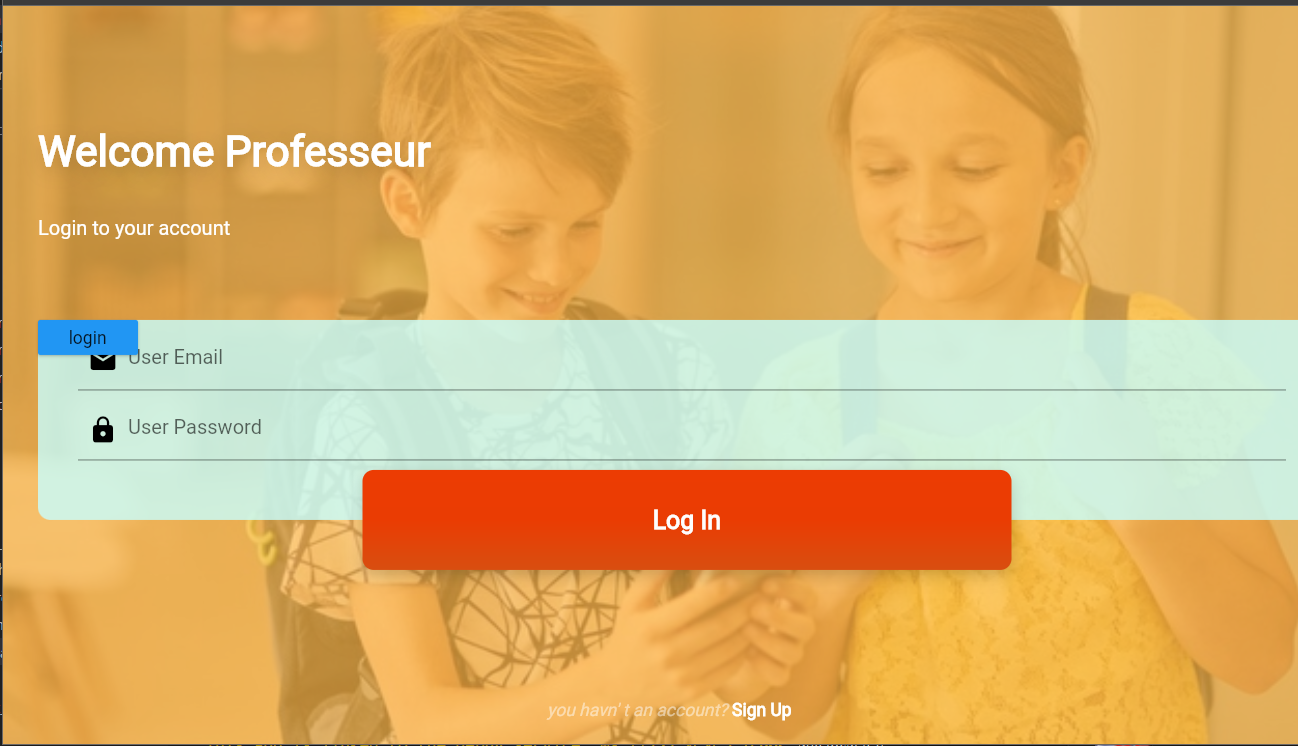 Welcome Professeur
Login to your account
login
User Email
User Password
Log In
you havn' t an account? Sign Up